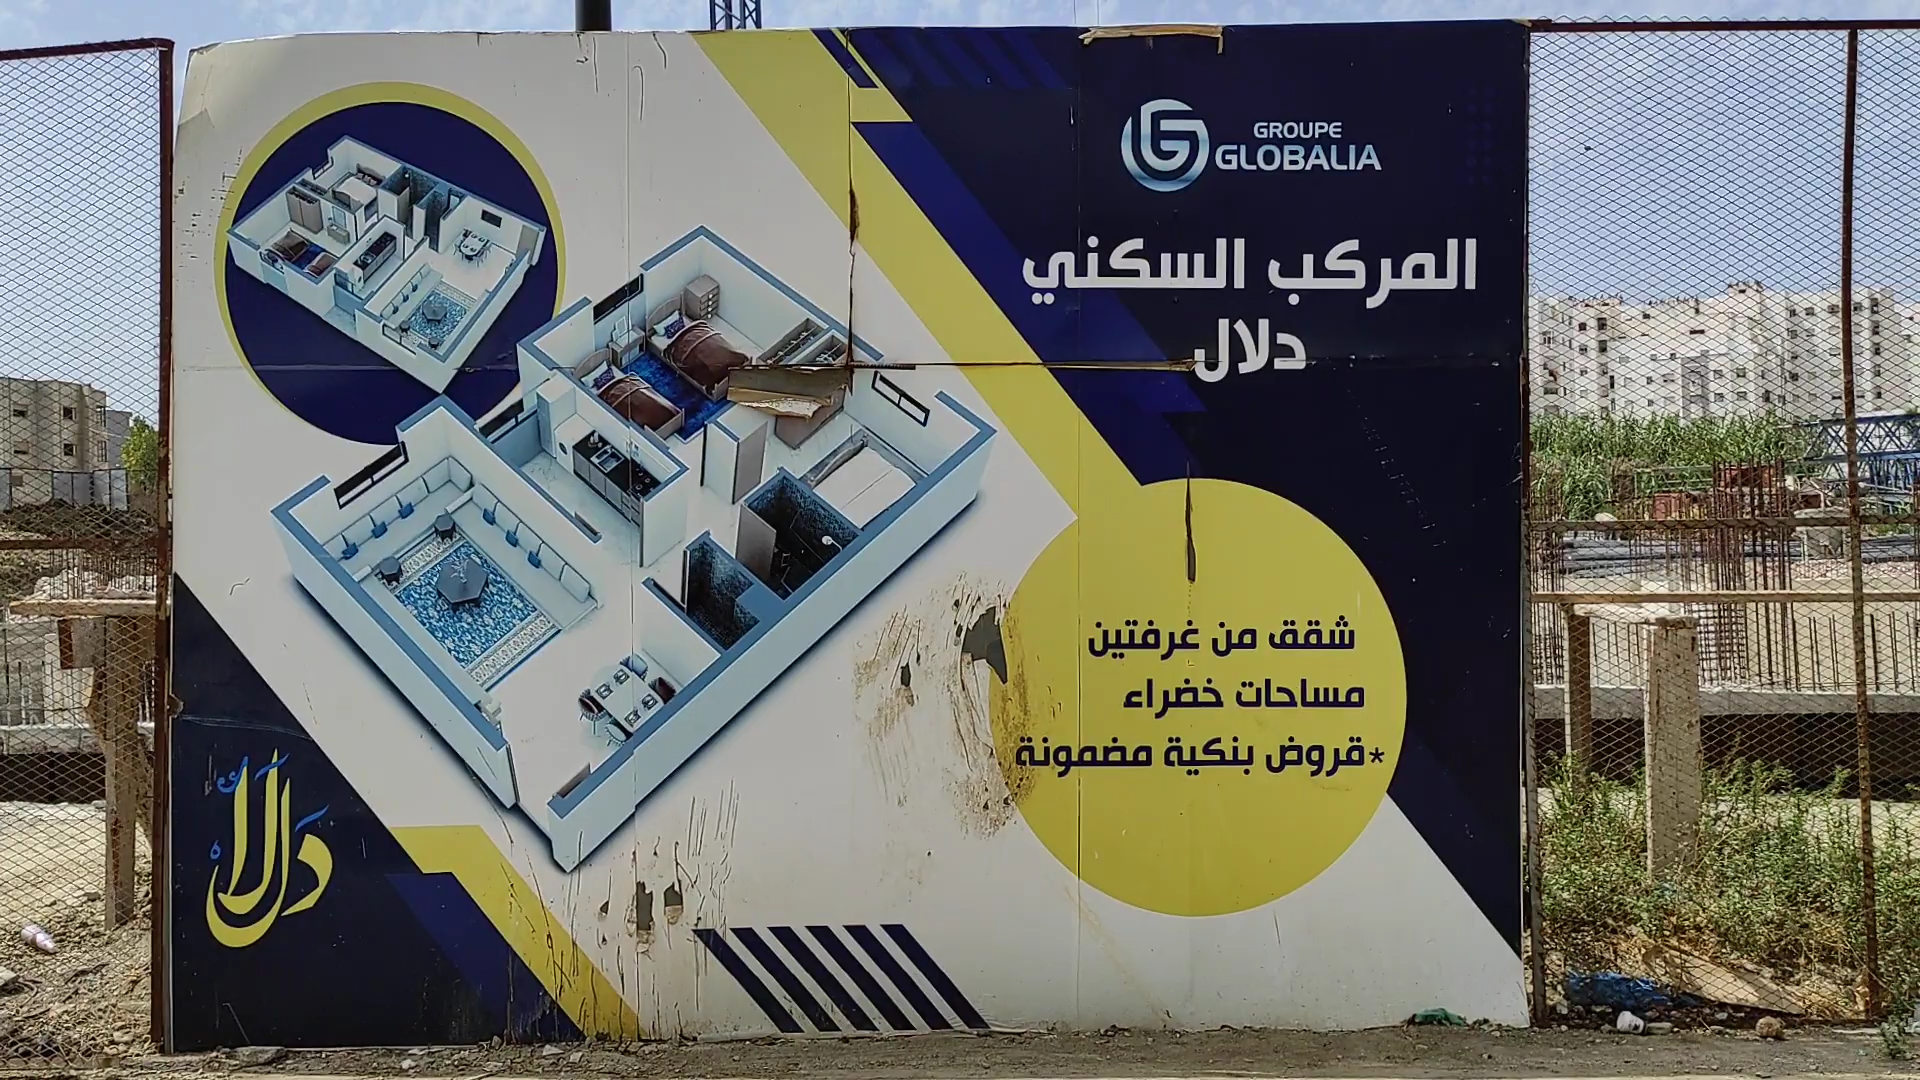 GROUPE
GLOBALIA
المركب السكني
دلال
شقق من غرفتين
مساحات خضراء
*قروض بنكية مضمونة
دلال